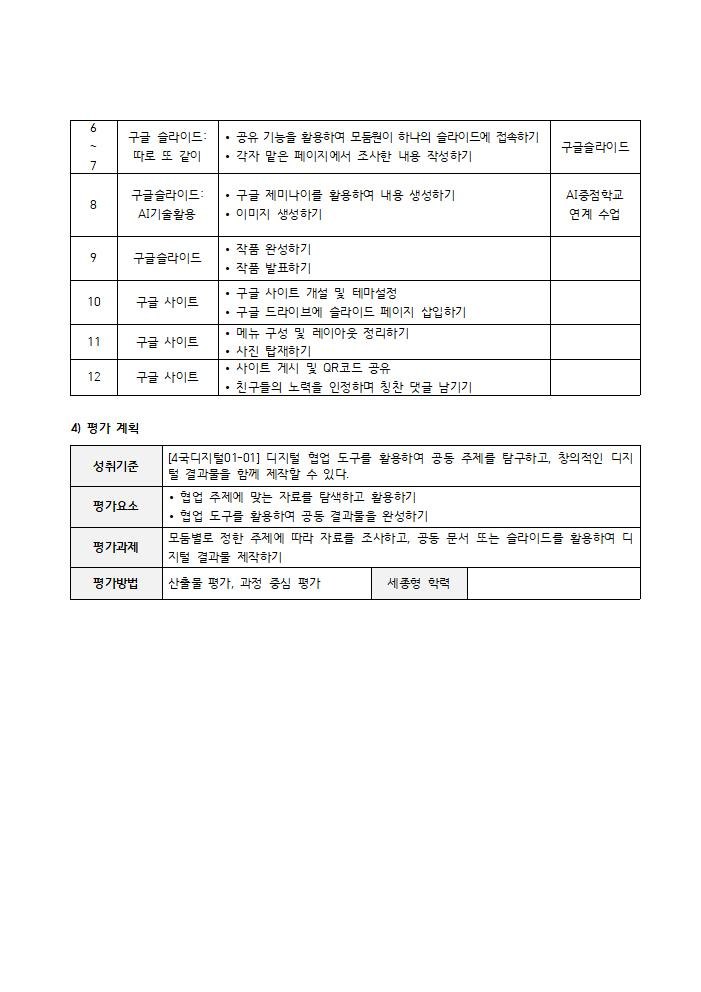 6
~
7
구글 슬라이드:
따로 또 같이
• 공유 기능을 활용하여 모둠원이 하나의 슬라이드에 접속하기
• 각자 맡은 페이지에서 조사한 내용 작성하기
구글슬라이드
8
구글슬라이드:
AI기술활용
• 구글 제미나이를 활용하여 내용 생성하기
• 이미지 생성하기
AI중점학교
연계 수업
9
구글슬라이드
• 작품 완성하기
• 작품 발표하기
10
구글 사이트
• 구글 사이트 개설 및 테마설정
• 구글 드라이브에 슬라이드 페이지 삽입하기
11
구글 사이트
• 메뉴 구성 및 레이아웃 정리하기
• 사진 탑재하기
12
구글 사이트
• 사이트 게시 및 QR코드 공유
• 친구들의 노력을 인정하며 칭찬 댓글 남기기
4) 평가 계획
성취기준
[4국디지털01-01] 디지털 협업 도구를 활용하여 공동 주제를 탐구하고, 창의적인 디지
털 결과물을 함께 제작할 수 있다.
평가요소
• 협업 주제에 맞는 자료를 탐색하고 활용하기
• 협업 도구를 활용하여 공동 결과물을 완성하기
평가과제
모둠별로 정한 주제에 따라 자료를 조사하고, 공동 문서 또는 슬라이드를 활용하여 디
지털 결과물 제작하기
평가방법
산출물 평가, 과정 중심 평가
세종형 학력